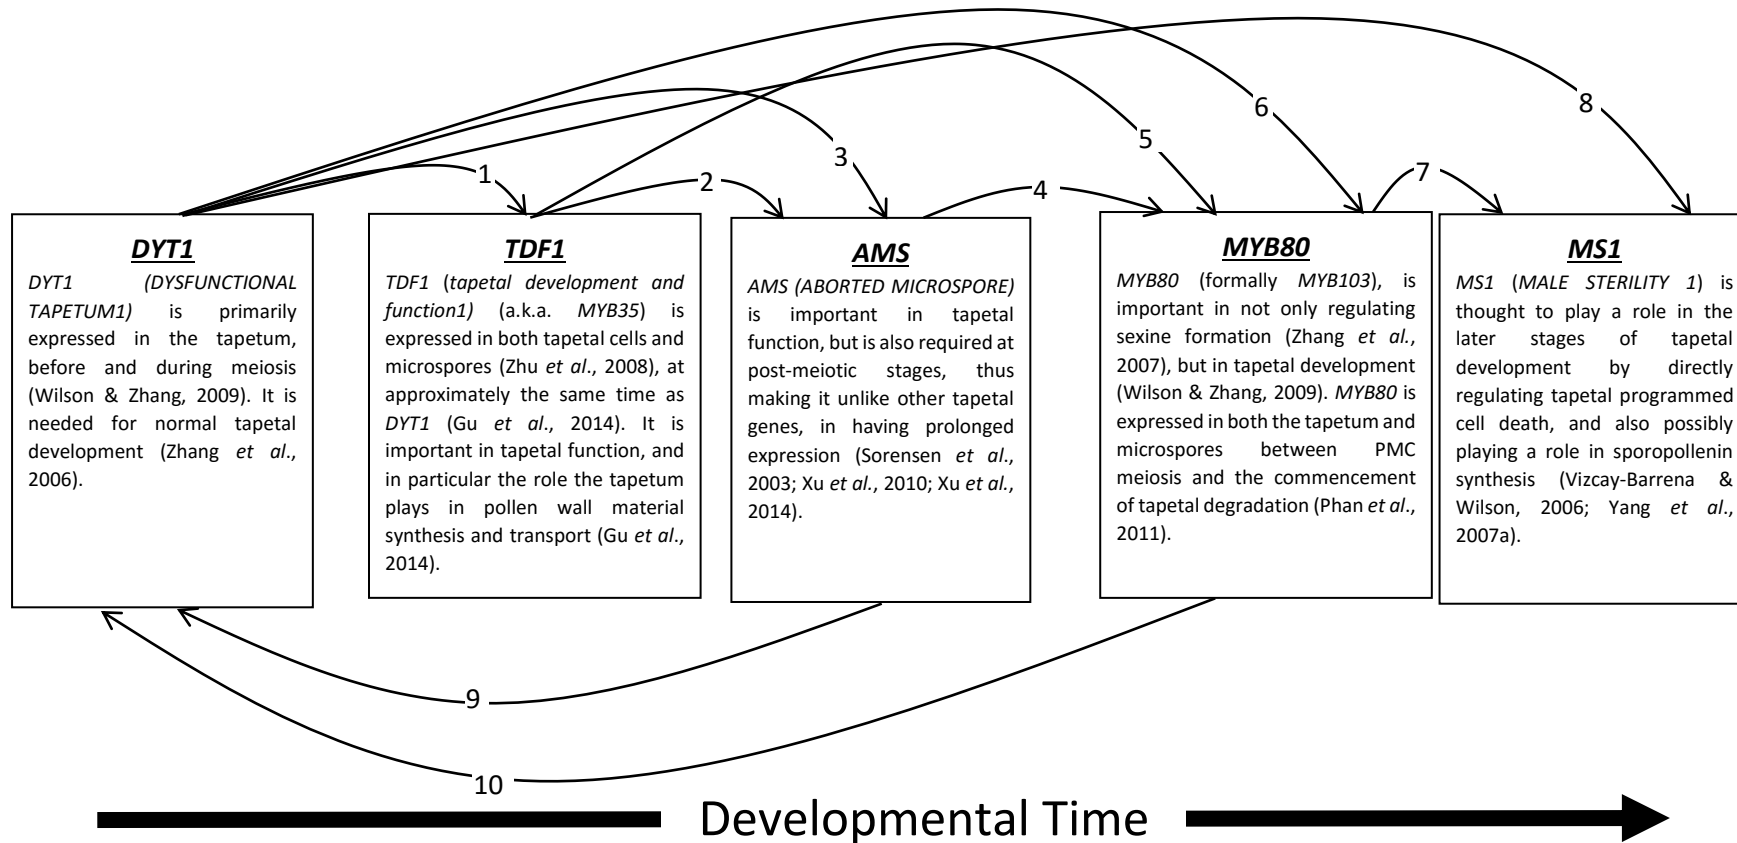 6
8
5
3
1
2
4
7
DYT1
DYT1 (DYSFUNCTIONAL
TAPETUM1) is primarily
expressed in the tapetum,
before and during meiosis
(Wilson & Zhang, 2009). It is
needed for normal tapetal
development (Zhang et al.,
2006).
TDF1
TDF1 (tapetal development and
function1) (a.k.a. MYB35) is
expressed in both tapetal cells and
microspores (Zhu et al., 2008), at
approximately the same time as
DYT1 (Gu et al., 2014). It is
important in tapetal function, and
in particular the role the tapetum
plays in pollen wall material
synthesis and transport (Gu et al.,
2014).
AMS
AMS (ABORTED MICROSPORE)
is important in tapetal
function, but is also required at
post-meiotic stages, thus
making it unlike other tapetal
genes, in having prolonged
expression (Sorensen et al.,
2003; Xu et al., 2010; Xu et al.,
2014).
MYB80
MYB80 (formally MYB103), is
important in not only regulating
sexine formation (Zhang et al.,
2007), but in tapetal development
(Wilson & Zhang, 2009). MYB80 is
expressed in both the tapetum and
microspores between PMC
meiosis and the commencement
of tapetal degradation (Phan et al.,
2011).
MS1
MS1 (MALE STERILITY 1) is
thought to play a role in the
later stages of tapetal
development by directly
regulating tapetal programmed
cell death, and also possibly
playing a role in sporopollenin
synthesis (Vizcay-Barrena &
Wilson, 2006; Yang et al.,
2007a).
9
10
Developmental Time